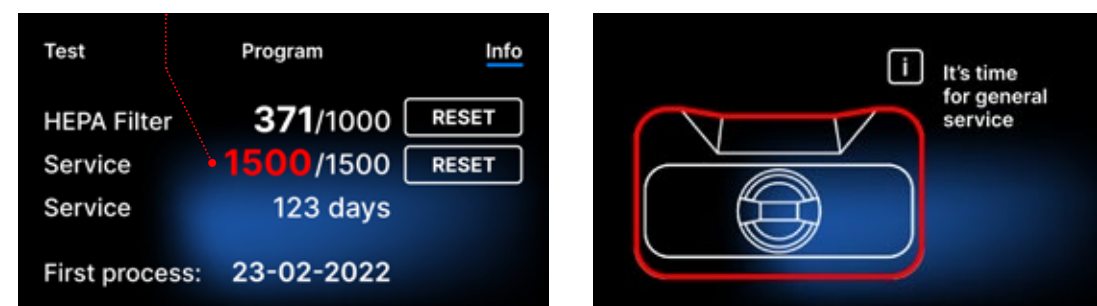 Test Program Info
HEPA Filter 371/1000 RESET
Service 1500/1500 RESET
Service 123 days
First process: 23-02-2022
i
It's time
for general
service